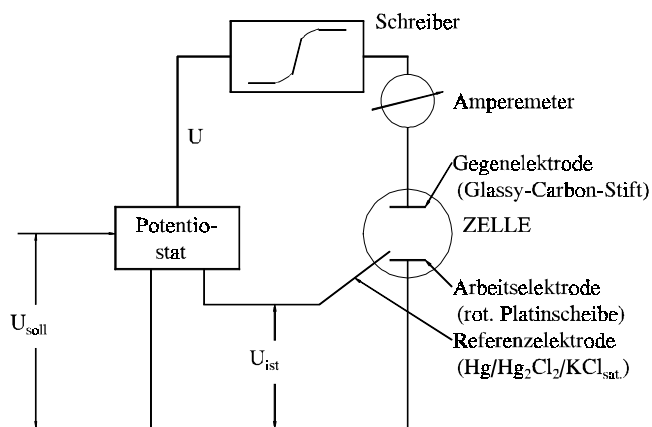 Schreiber
Amperemeter
U
Gegenelektrode
(Glassy-Carbon-Stift)
Potentio-
stat
ZELLE
Arbeitselektrode
(rot. Platinscheibe)
Referenzelektrode
(Hg/Hg₂Cl₂/KClsat.)
Usoll
Uist